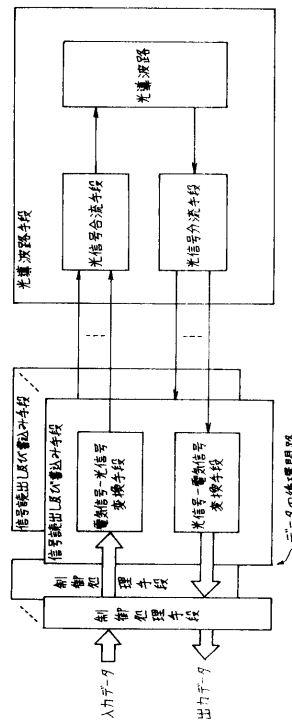 光導波路手段
光導波路
光信号合流手段
光信号分流手段
信号読出し及び書込み手段
信号読出し及び書込み手段
電気信号-光信号
変換手段
光信号-電気信号
変換手段
制御処理手段
制御処理手段
入力データ
出力データ